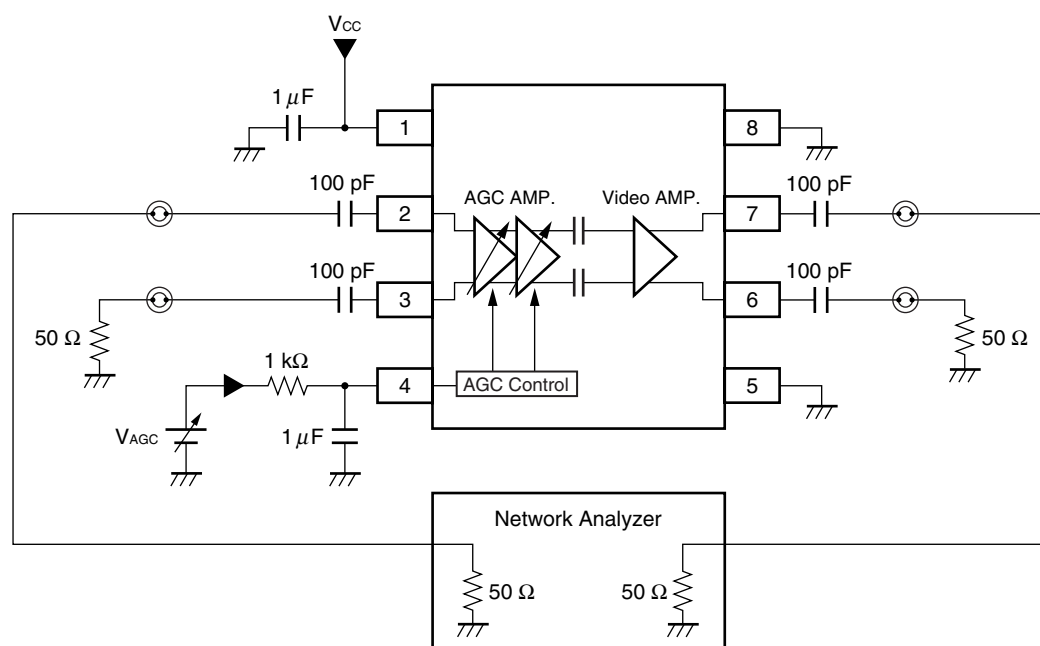 VCC
1 μF
1
8
100 pF
2
AGC AMP.
Video AMP.
7
100 pF
100 pF
3
6
100 pF
50 Ω
50 Ω
1 kΩ
4
AGC Control
5
VAGC
1 μF
Network Analyzer
50 Ω
50 Ω